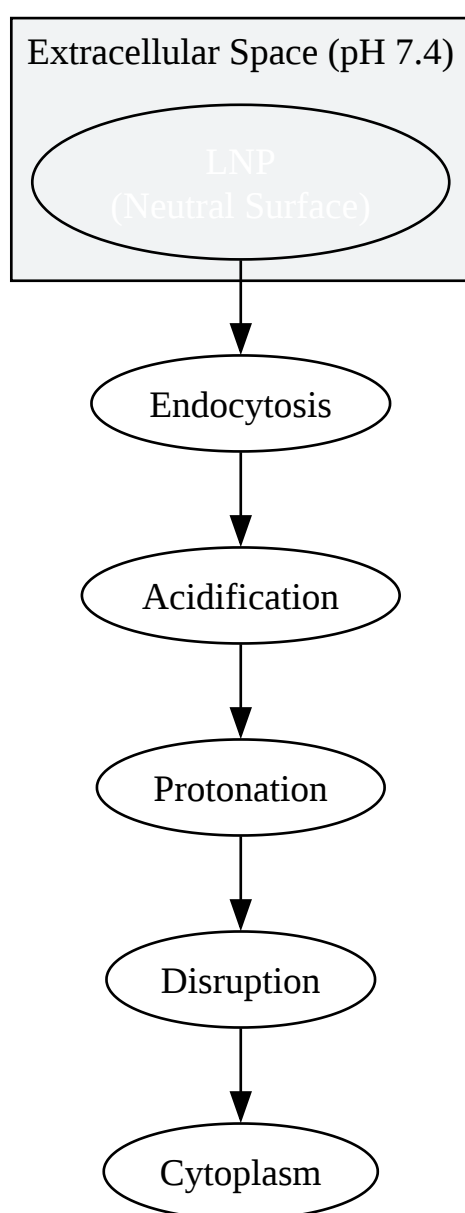 Extracellular Space (pH 7.4)
LNP
(Neutral Surface)
Endocytosis
Acidification
Protonation
Disruption
Cytoplasm